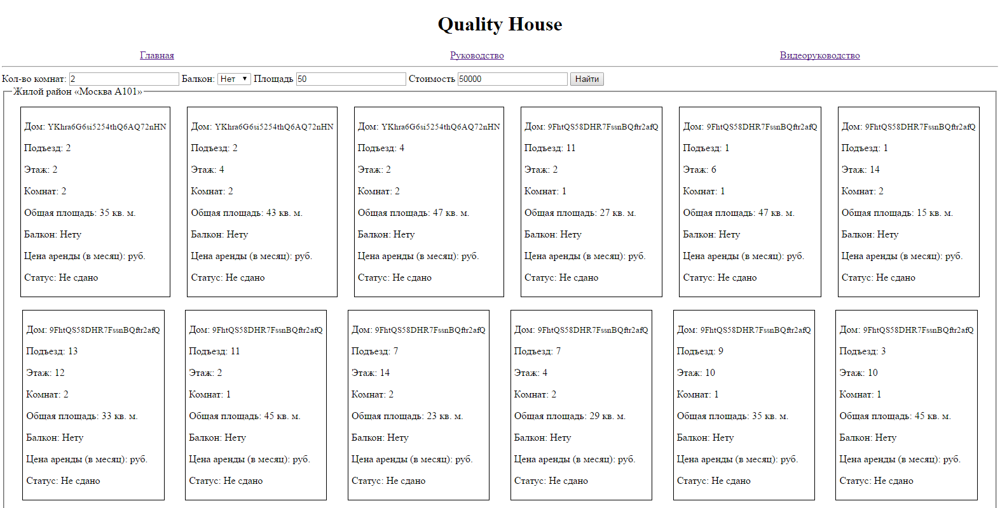 Quality House
Главная Руководство Видеоруководство
Кол-во комнат: 2 Балкон: Нет Площадь 50 Стоимость 50000 Найти
Жилой район «Москва А101»
Дом: YKhra6G6si5254thQ6AQ72nHN
Подъезд: 2
Этаж: 2
Комнат: 2
Общая площадь: 35 кв. м.
Балкон: Нету
Цена аренды (в месяц): руб.
Статус: Не сдано
Дом: YKhra6G6si5254thQ6AQ72nHN
Подъезд: 2
Этаж: 4
Комнат: 2
Общая площадь: 43 кв. м.
Балкон: Нету
Цена аренды (в месяц): руб.
Статус: Не сдано
Дом: YKhra6G6si5254thQ6AQ72nHN
Подъезд: 4
Этаж: 2
Комнат: 2
Общая площадь: 47 кв. м.
Балкон: Нету
Цена аренды (в месяц): руб.
Статус: Не сдано
Дом: 9FhtQS58DHR7FssnBQftr2afQ
Подъезд: 11
Этаж: 2
Комнат: 1
Общая площадь: 27 кв. м.
Балкон: Нету
Цена аренды (в месяц): руб.
Статус: Не сдано
Дом: 9FhtQS58DHR7FssnBQftr2afQ
Подъезд: 1
Этаж: 6
Комнат: 1
Общая площадь: 47 кв. м.
Балкон: Нету
Цена аренды (в месяц): руб.
Статус: Не сдано
Дом: 9FhtQS58DHR7FssnBQftr2afQ
Подъезд: 1
Этаж: 14
Комнат: 2
Общая площадь: 15 кв. м.
Балкон: Нету
Цена аренды (в месяц): руб.
Статус: Не сдано
Дом: 9FhtQS58DHR7FssnBQftr2afQ
Подъезд: 13
Этаж: 12
Комнат: 2
Общая площадь: 33 кв. м.
Балкон: Нету
Цена аренды (в месяц): руб.
Статус: Не сдано
Дом: 9FhtQS58DHR7FssnBQftr2afQ
Подъезд: 11
Этаж: 2
Комнат: 1
Общая площадь: 45 кв. м.
Балкон: Нету
Цена аренды (в месяц): руб.
Статус: Не сдано
Дом: 9FhtQS58DHR7FssnBQftr2afQ
Подъезд: 7
Этаж: 14
Комнат: 2
Общая площадь: 23 кв. м.
Балкон: Нету
Цена аренды (в месяц): руб.
Статус: Не сдано
Дом: 9FhtQS58DHR7FssnBQftr2afQ
Подъезд: 7
Этаж: 4
Комнат: 2
Общая площадь: 29 кв. м.
Балкон: Нету
Цена аренды (в месяц): руб.
Статус: Не сдано
Дом: 9FhtQS58DHR7FssnBQftr2afQ
Подъезд: 9
Этаж: 10
Комнат: 1
Общая площадь: 35 кв. м.
Балкон: Нету
Цена аренды (в месяц): руб.
Статус: Не сдано
Дом: 9FhtQS58DHR7FssnBQftr2afQ
Подъезд: 3
Этаж: 10
Комнат: 1
Общая площадь: 45 кв. м.
Балкон: Нету
Цена аренды (в месяц): руб.
Статус: Не сдано